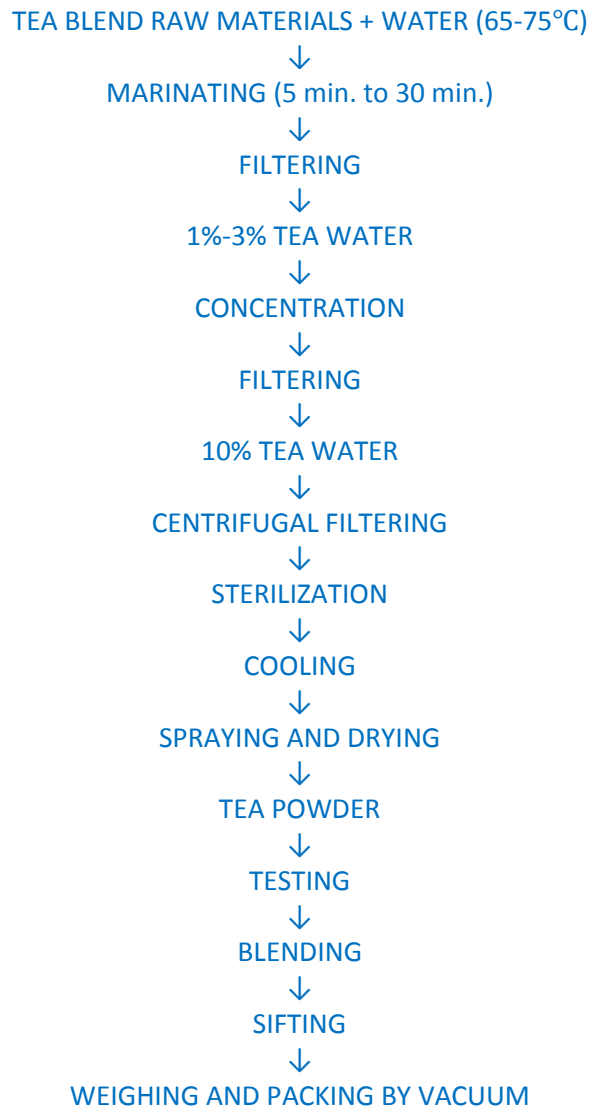 TEA BLEND RAW MATERIALS + WATER (65-75℃)
↓
MARINATING (5 min. to 30 min.)
↓
FILTERING
↓
1%-3% TEA WATER
↓
CONCENTRATION
↓
FILTERING
↓
10% TEA WATER
↓
CENTRIFUGAL FILTERING
↓
STERILIZATION
↓
COOLING
↓
SPRAYING AND DRYING
↓
TEA POWDER
↓
TESTING
↓
BLENDING
↓
SIFTING
↓
WEIGHING AND PACKING BY VACUUM